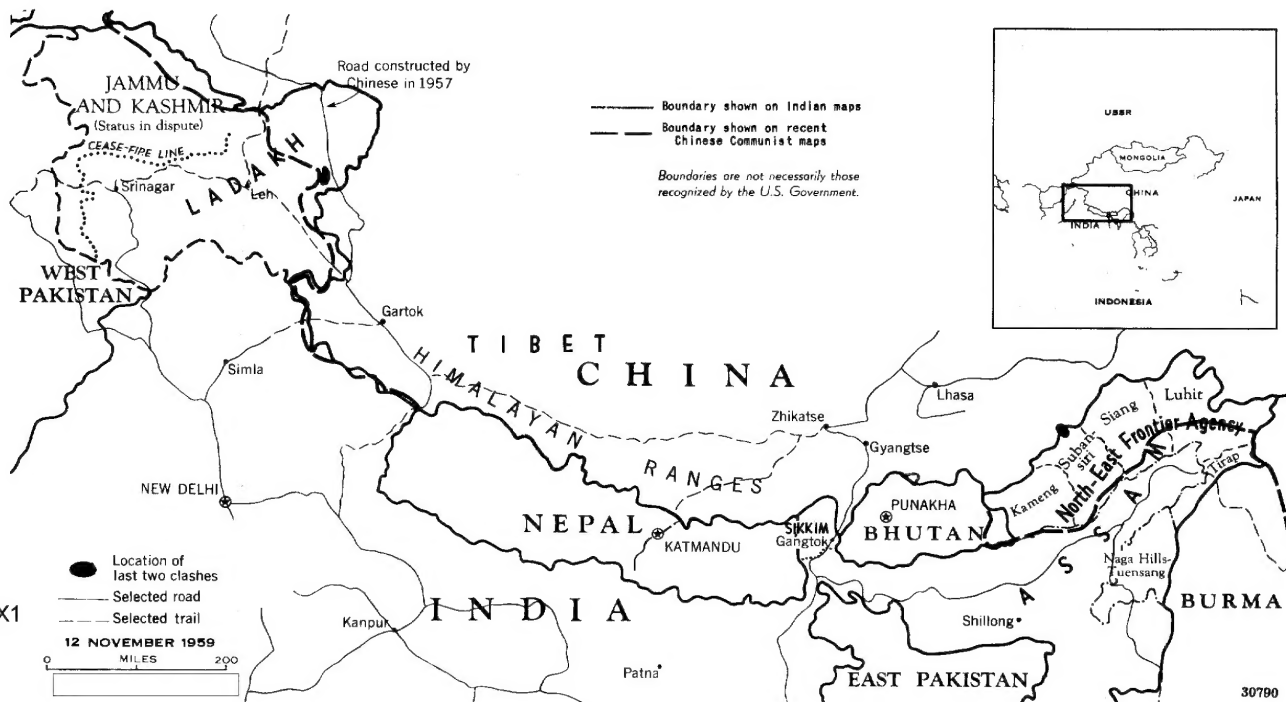 Road constructed by
Chinese in 1957
JAMMU
AND KASHMIR
(Status in dispute)
CEASE-FIRE LINE
Srinagar
LADAKH
Leh
WEST
PAKISTAN
Boundary shown on Indian maps
Boundary shown on recent
Chinese Communist maps
Boundaries are not necessarily those
recognized by the U.S. Government.
USSR
MONGOLIA
CHINA
JAPAN
INDIA
INDONESIA
Gartok
Simla
TIBET
CHINA
HIMALAYAN
RANGES
Zhikatse
Lhasa
Gyangtse
NEW DELHI
NEPAL
KATMANDU
SIKKIM
Gangtok
PUNAKHA
BHUTAN
Kameng
Suban-
siri
Siang
Luhit
North-East Frontier Agency
Tirap
ASSAM
Naga Hills-
Tuensang
BURMA
Shillong
EAST PAKISTAN
INDIA
Kanpur
Patna
Location of
last two clashes
Selected road
Selected trail
X1
12 NOVEMBER 1959
MILES
0 200
30790